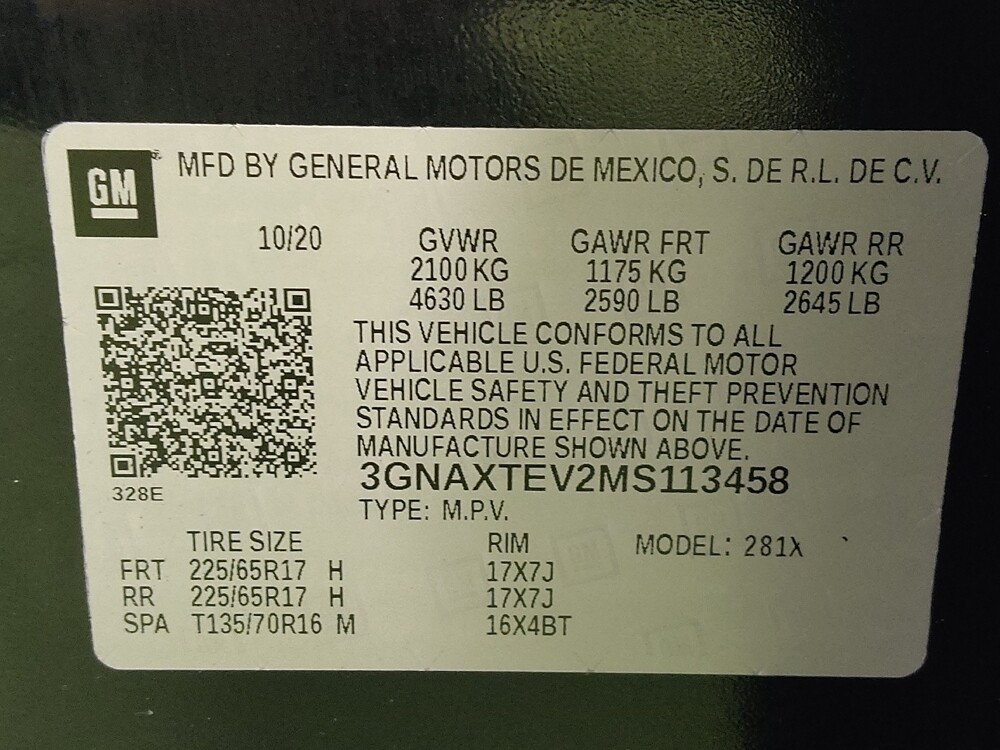 GM ® MFD BY GENERAL MOTORS DE MEXICO, S. DE R.L. DE C.V.
10/20 GVWR GAWR FRT GAWR RR
2100 KG 1175 KG 1200 KG
4630 LB 2590 LB 2645 LB
THIS VEHICLE CONFORMS TO ALL
APPLICABLE U.S. FEDERAL MOTOR
VEHICLE SAFETY AND THEFT PREVENTION
STANDARDS IN EFFECT ON THE DATE OF
MANUFACTURE SHOWN ABOVE.
3GNAXTEV2MS113458
328E
TYPE: M.P.V.
TIRE SIZE RIM MODEL: 281X
FRT 225/65R17 H 17X7J
RR 225/65R17 H 17X7J
SPA T135/70R16 M 16X4BT